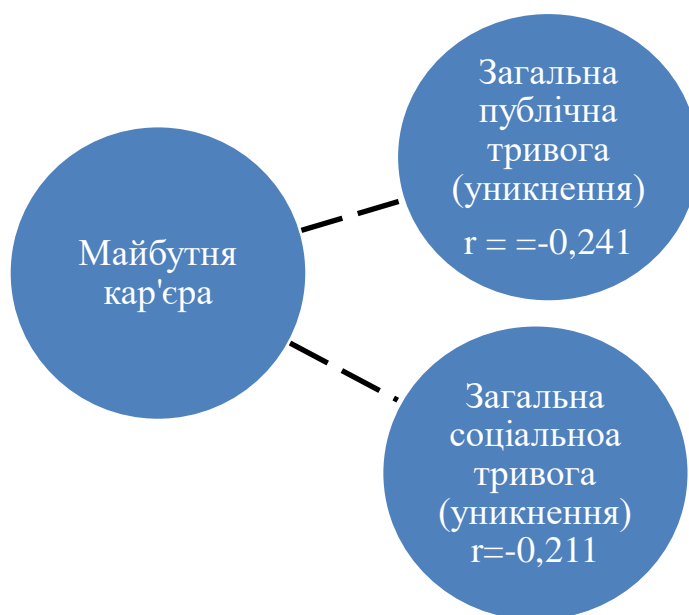 Майбутня
кар'єра
Загальна
публічна
тривога
(уникнення)
r = =-0,241
Загальна
соціальноа
тривога
(уникнення)
r=-0,211